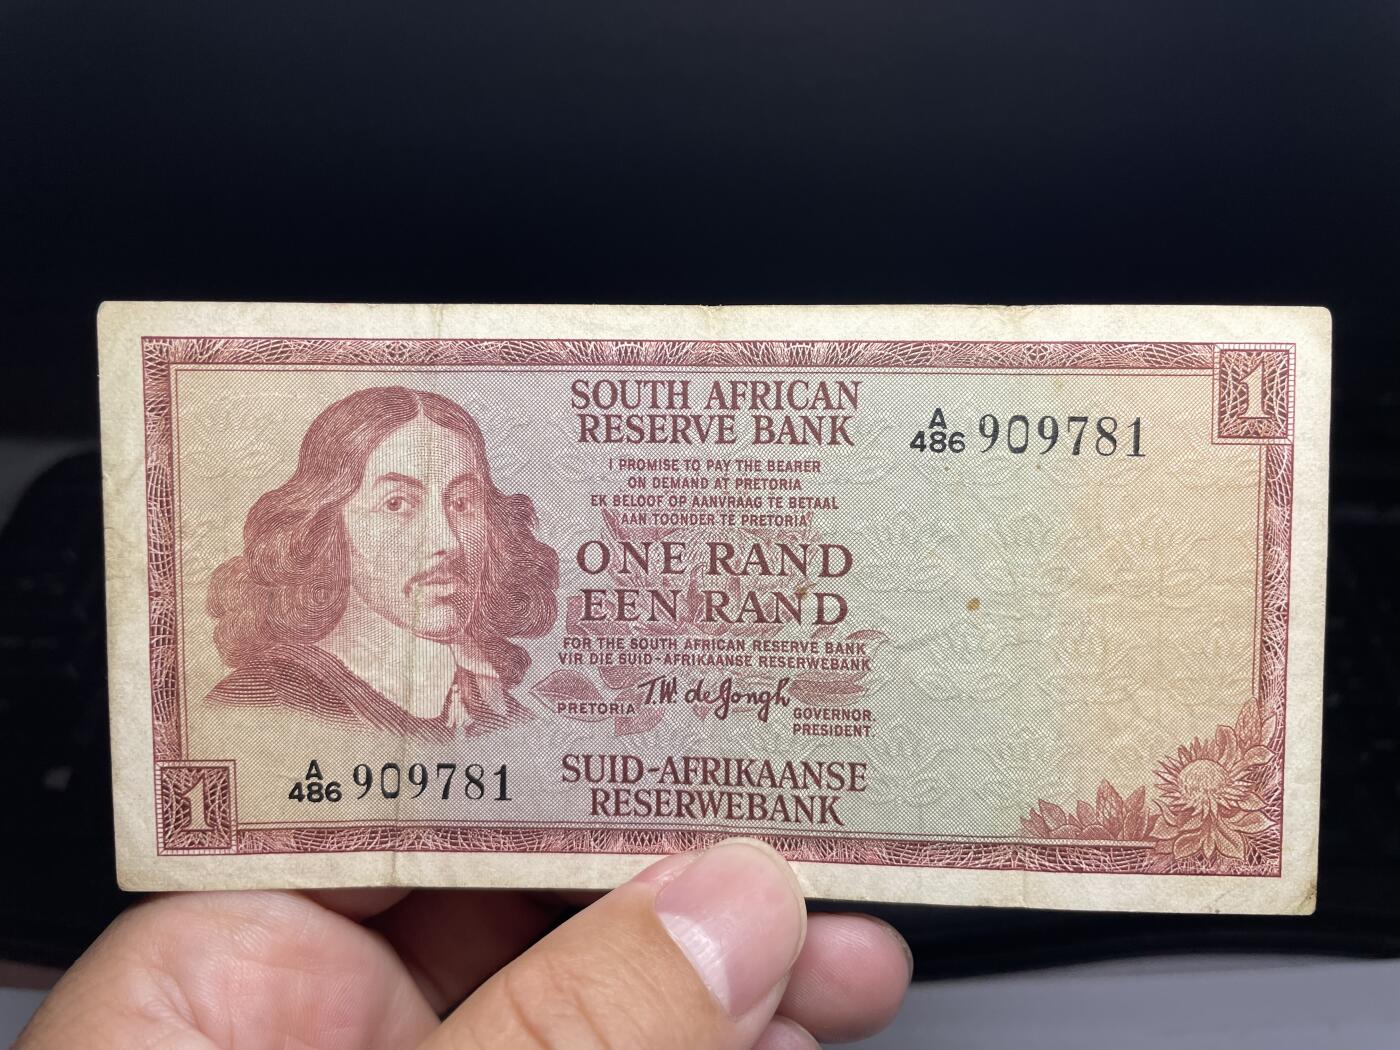 1
SOUTH AFRICAN
RESERVE BANK
A
486 909781
I PROMISE TO PAY THE BEARER
ON DEMAND AT PRETORIA
EK BELOOF OP AANVRAAG TE BETAAL
AAN TOONDER TE PRETORIA
ONE RAND
EEN RAND
FOR THE SOUTH AFRICAN RESERVE BANK
VIR DIE SUID-AFRIKAANSE RESERWEBANK
PRETORIA T.W. de Jongh GOVERNOR.
PRESIDENT.
A
486 909781
SUID-AFRIKAANSE
RESERWEBANK
1